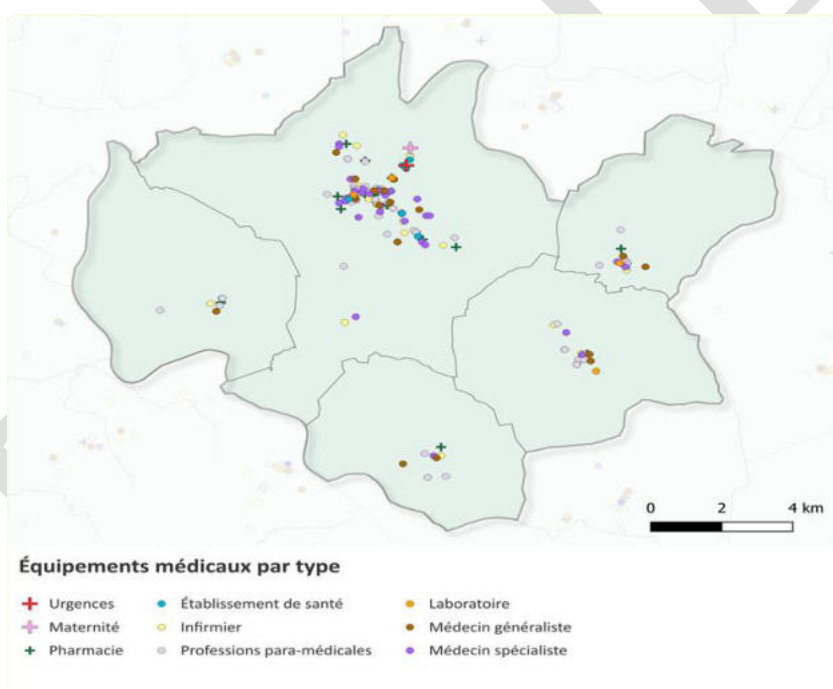 0 2 4 km
Équipements médicaux par type
Urgences Établissement de santé Laboratoire
Maternité Infirmier Médecin généraliste
Pharmacie Professions para-médicales Médecin spécialiste